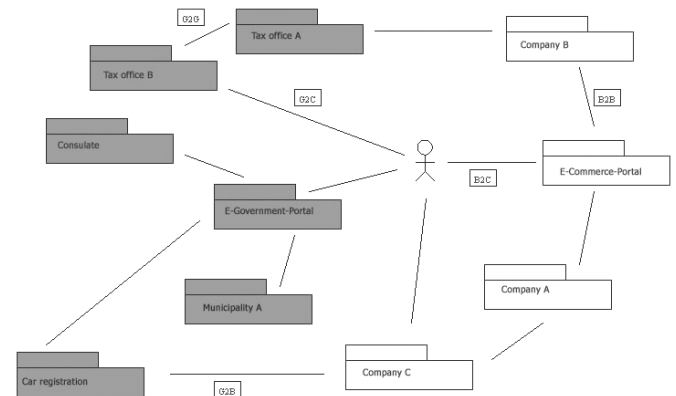 G2G
Tax office A
Company B
Tax office B
G2C
B2B
Consulate
B2C
E-Commerce-Portal
E-Government-Portal
Company A
Municipality A
Company C
Car registration
G2B